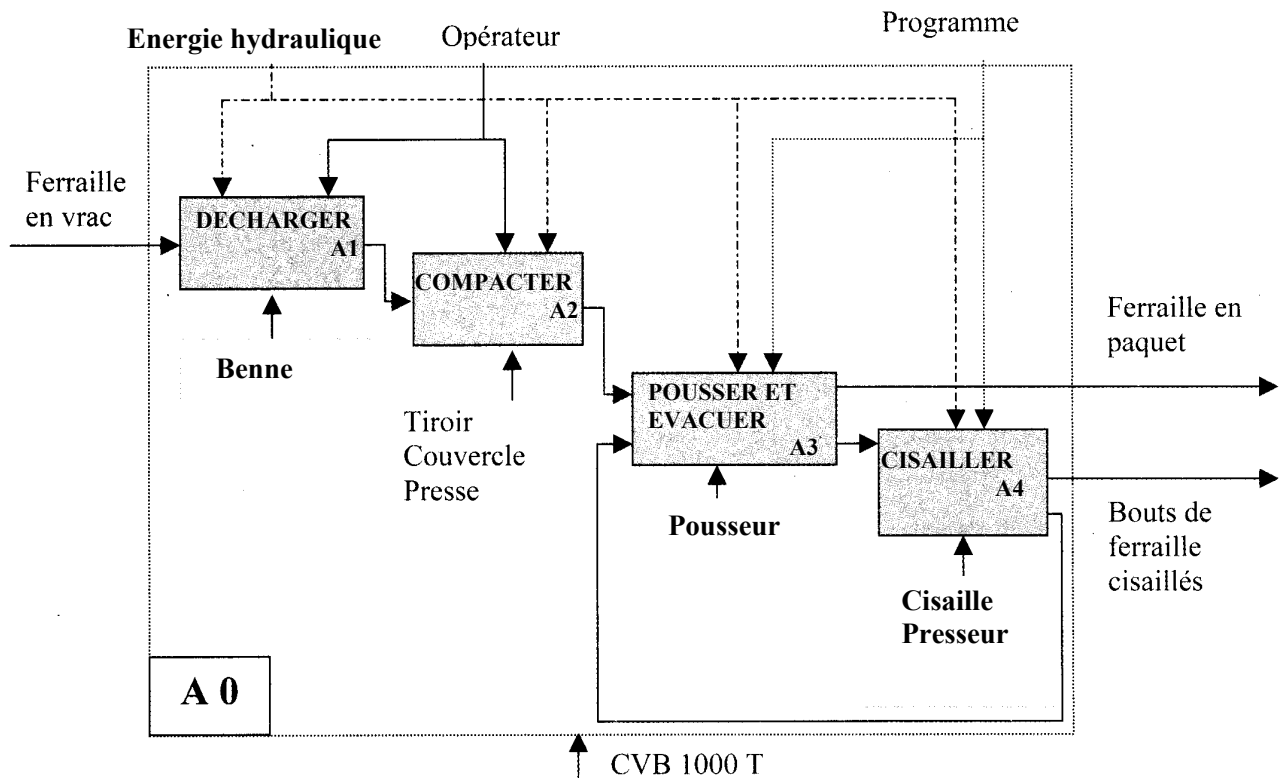 Energie hydraulique
Opérateur
Programme
Ferraille
en vrac
DECHARGER
A1
COMPACTER
A2
Benne
Tiroir
Couvercle
Presse
POUSSER ET
EVACUER
A3
Pousseur
CISAILLER
A4
Cisaille
Presseur
Ferraille en
paquet
Bouts de
ferraille
cisaillés
A 0
CVB 1000 T